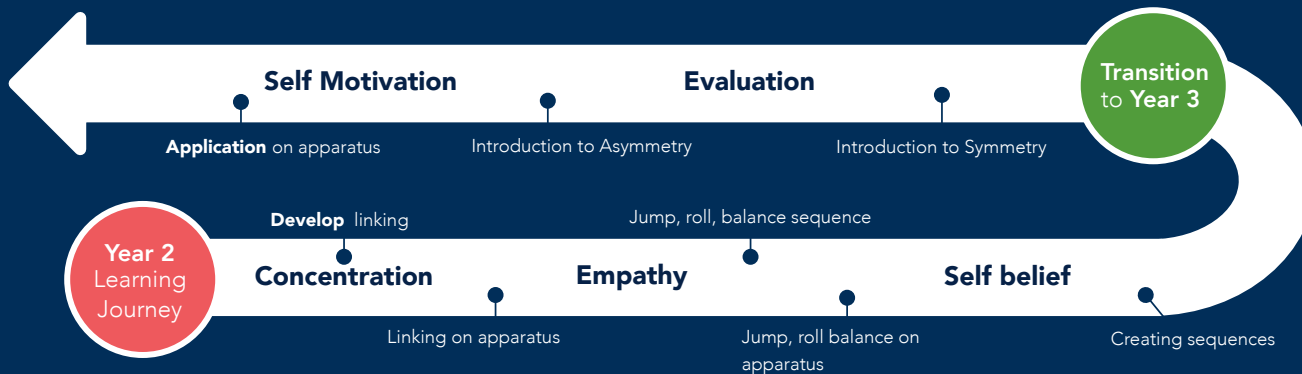 Self Motivation
Evaluation
Transition
to Year 3
Application on apparatus
Introduction to Asymmetry
Introduction to Symmetry
Develop linking
Jump, roll, balance sequence
Year 2
Learning
Journey
Concentration
Empathy
Self belief
Linking on apparatus
Jump, roll balance on
apparatus
Creating sequences